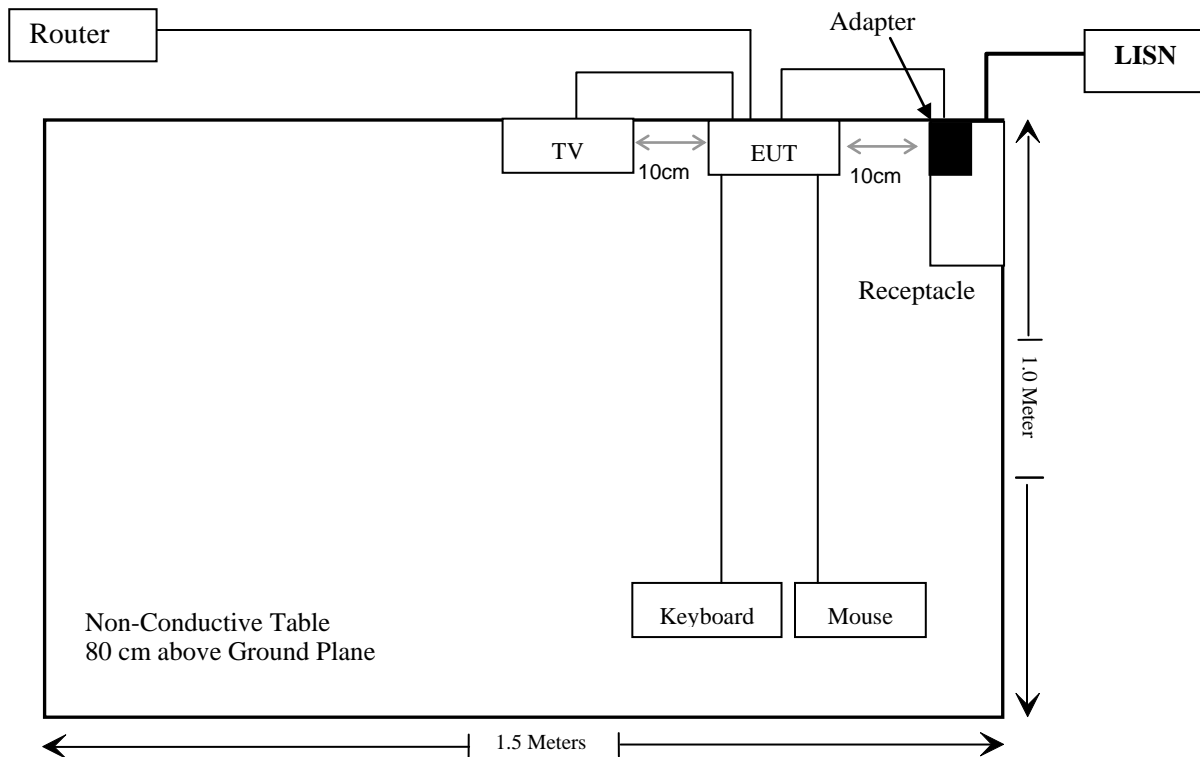 Router
Adapter
LISN
TV
10cm
EUT
10cm
Receptacle
1.0 Meter
Keyboard
Mouse
Non-Conductive Table
80 cm above Ground Plane
1.5 Meters